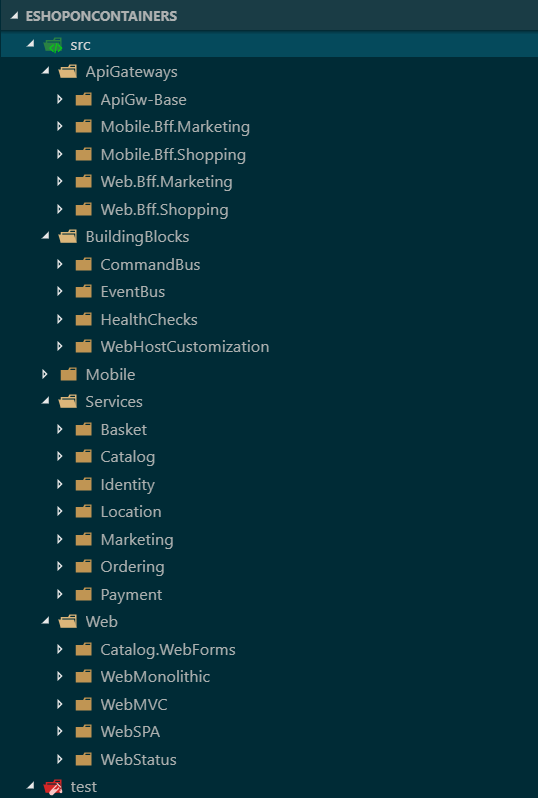 ESHOPONCONTAINERS
src
ApiGateways
ApiGw-Base
Mobile.Bff.Marketing
Mobile.Bff.Shopping
Web.Bff.Marketing
Web.Bff.Shopping
BuildingBlocks
CommandBus
EventBus
HealthChecks
WebHostCustomization
Mobile
Services
Basket
Catalog
Identity
Location
Marketing
Ordering
Payment
Web
Catalog.WebForms
WebMonolithic
WebMVC
WebSPA
WebStatus
test